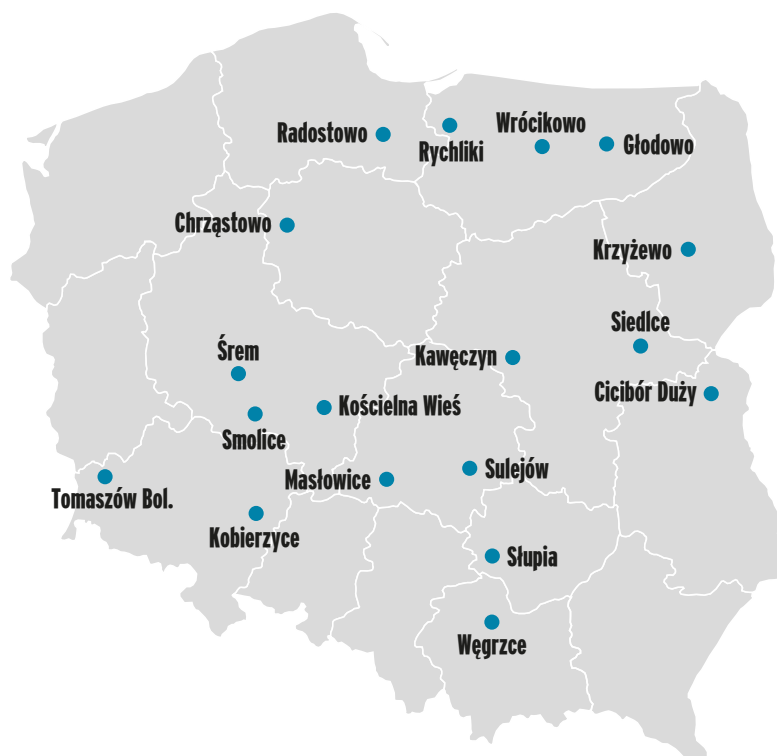 Radostowo
Rychliki
Wrócikowo
Głodowo
Chrząstowo
Krzyżewo
Siedlce
Śrem
Kawęczyn
Cicibór Duży
Kościelna Wieś
Smolice
Masłowice
Sulejów
Tomaszów Bol.
Kobierzyce
Słupia
Węgrzce